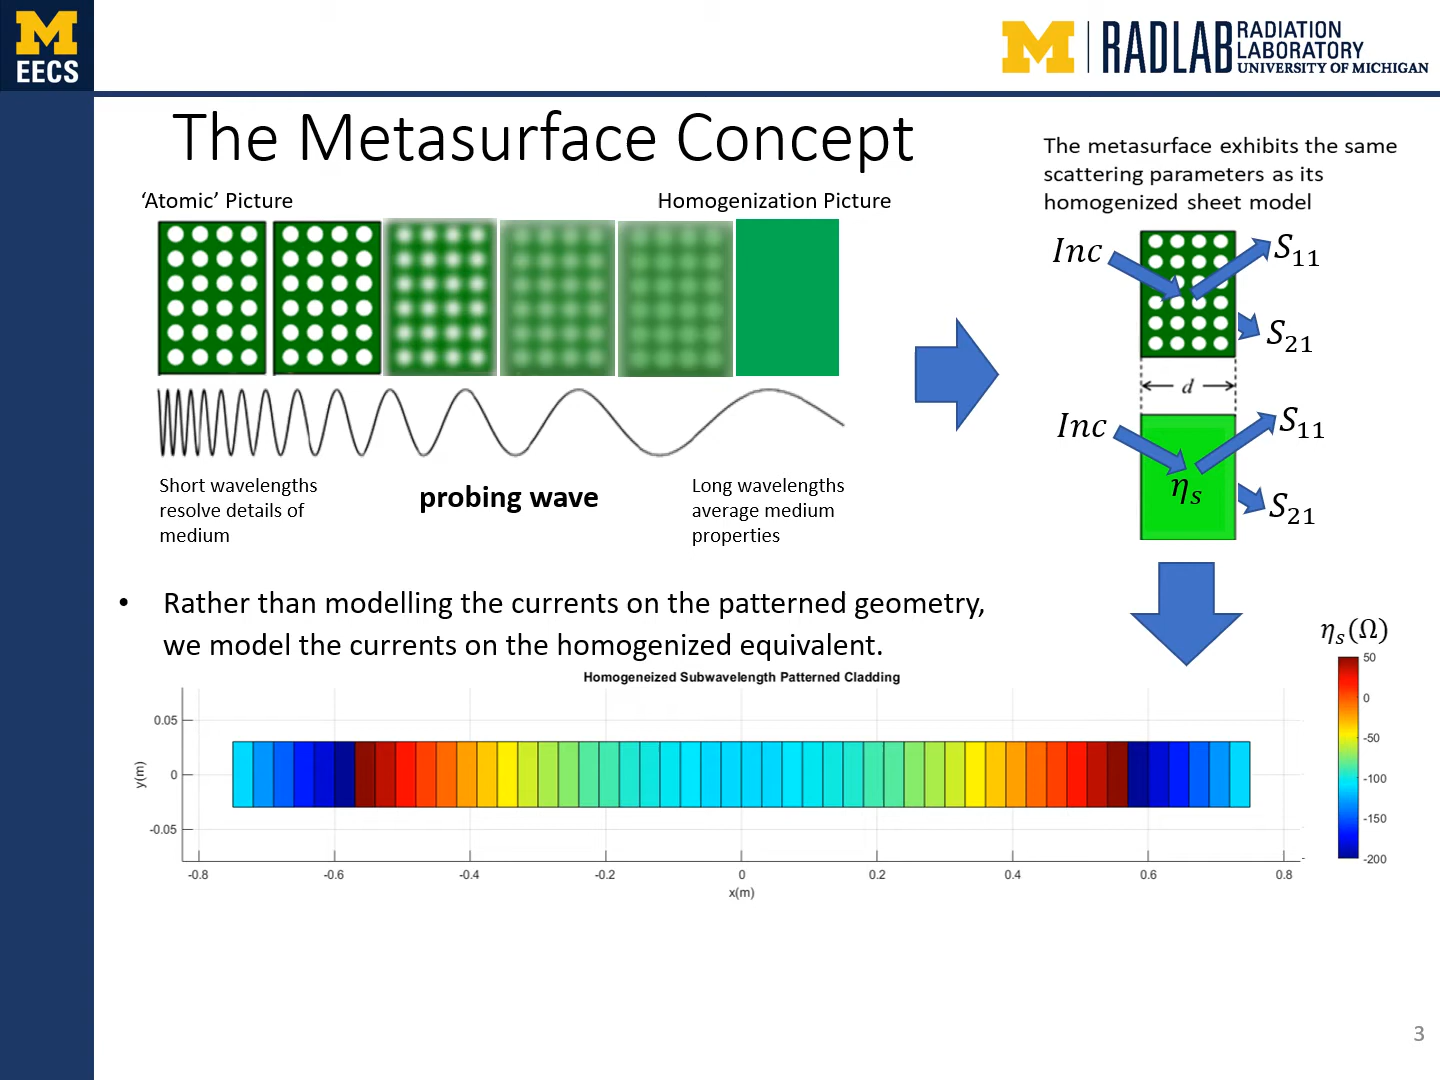 M
EECS
M RADLAB RADIATION
LABORATORY
UNIVERSITY OF MICHIGAN
The Metasurface Concept
‘Atomic’ Picture
Homogenization Picture
Short wavelengths
resolve details of
medium
probing wave
Long wavelengths
average medium
properties
The metasurface exhibits the same
scattering parameters as its
homogenized sheet model
Inc
S₁₁
S₂₁
d
Inc
S₁₁
ηₛ
S₂₁
• Rather than modelling the currents on the patterned geometry,
we model the currents on the homogenized equivalent.
Homogeneized Subwavelength Patterned Cladding
0.05
0
-0.05
y(m)
-0.8 -0.6 -0.4 -0.2 0 0.2 0.4 0.6 0.8
x(m)
ηₛ(Ω)
50
0
-50
-100
-150
-200
3